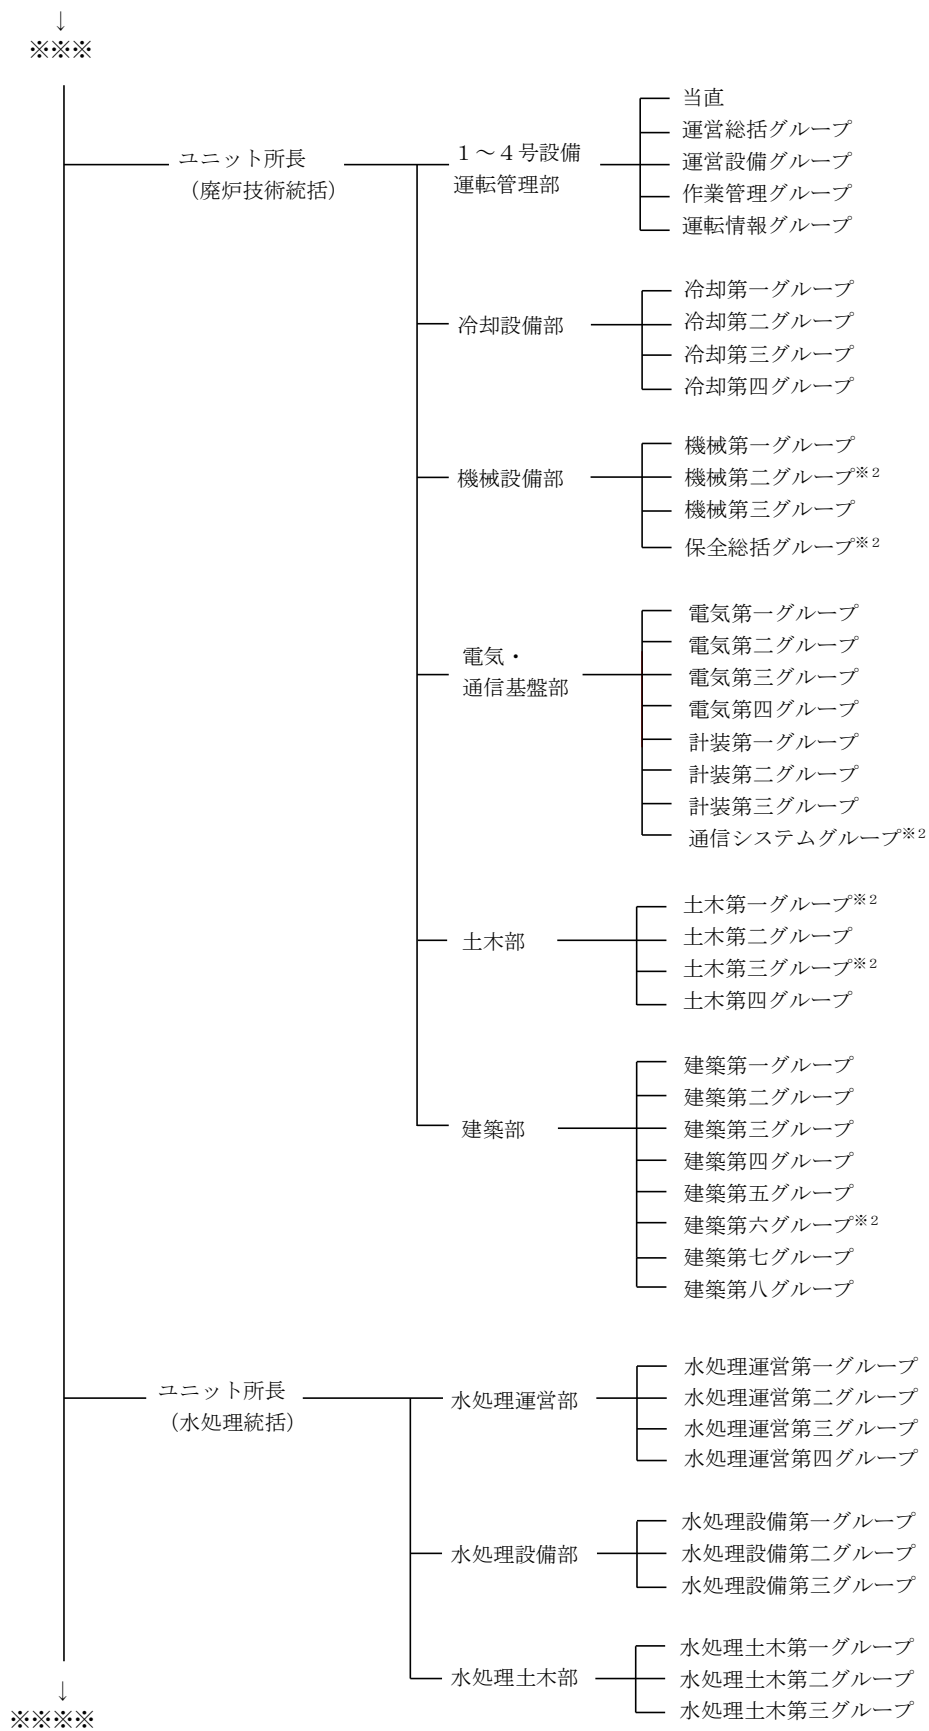 ↓
※※※
ユニット所長
（廃炉技術統括）
１～４号設備
運転管理部
当直
運営総括グループ
運営設備グループ
作業管理グループ
運転情報グループ
冷却設備部
冷却第一グループ
冷却第二グループ
冷却第三グループ
冷却第四グループ
機械設備部
機械第一グループ
機械第二グループ※２
機械第三グループ
保全総括グループ※２
電気・
通信基盤部
電気第一グループ
電気第二グループ
電気第三グループ
電気第四グループ
計装第一グループ
計装第二グループ
計装第三グループ
通信システムグループ※２
土木部
土木第一グループ※２
土木第二グループ
土木第三グループ※２
土木第四グループ
建築部
建築第一グループ
建築第二グループ
建築第三グループ
建築第四グループ
建築第五グループ
建築第六グループ※２
建築第七グループ
建築第八グループ
ユニット所長
（水処理統括）
水処理運営部
水処理運営第一グループ
水処理運営第二グループ
水処理運営第三グループ
水処理運営第四グループ
水処理設備部
水処理設備第一グループ
水処理設備第二グループ
水処理設備第三グループ
水処理土木部
水処理土木第一グループ
水処理土木第二グループ
水処理土木第三グループ
↓
※※※※